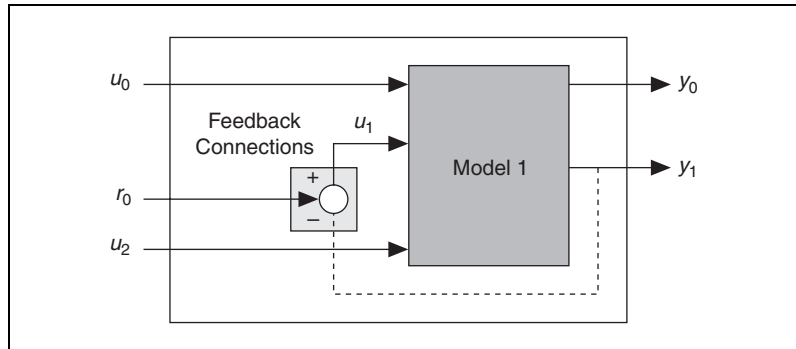 u0
y0
Feedback
Connections
u1
Model 1
y1
+
r0
–
u2